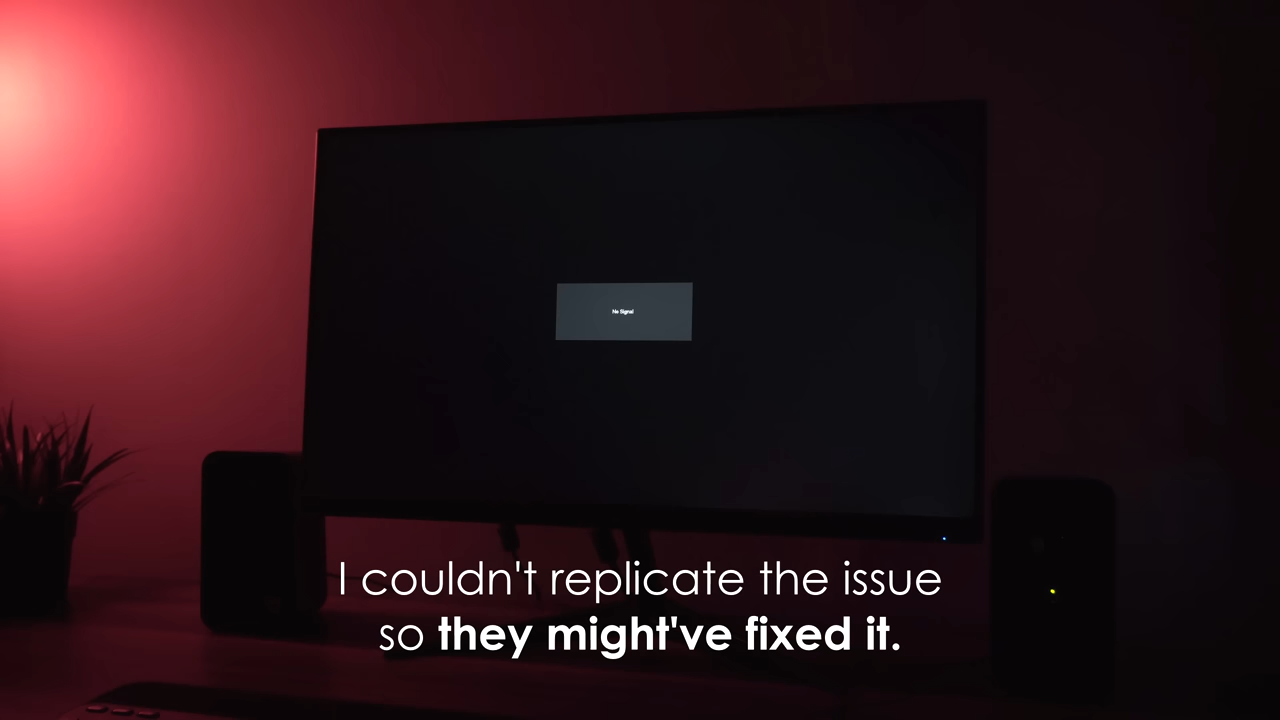 No Signal
I couldn't replicate the issue
so they might've fixed it.